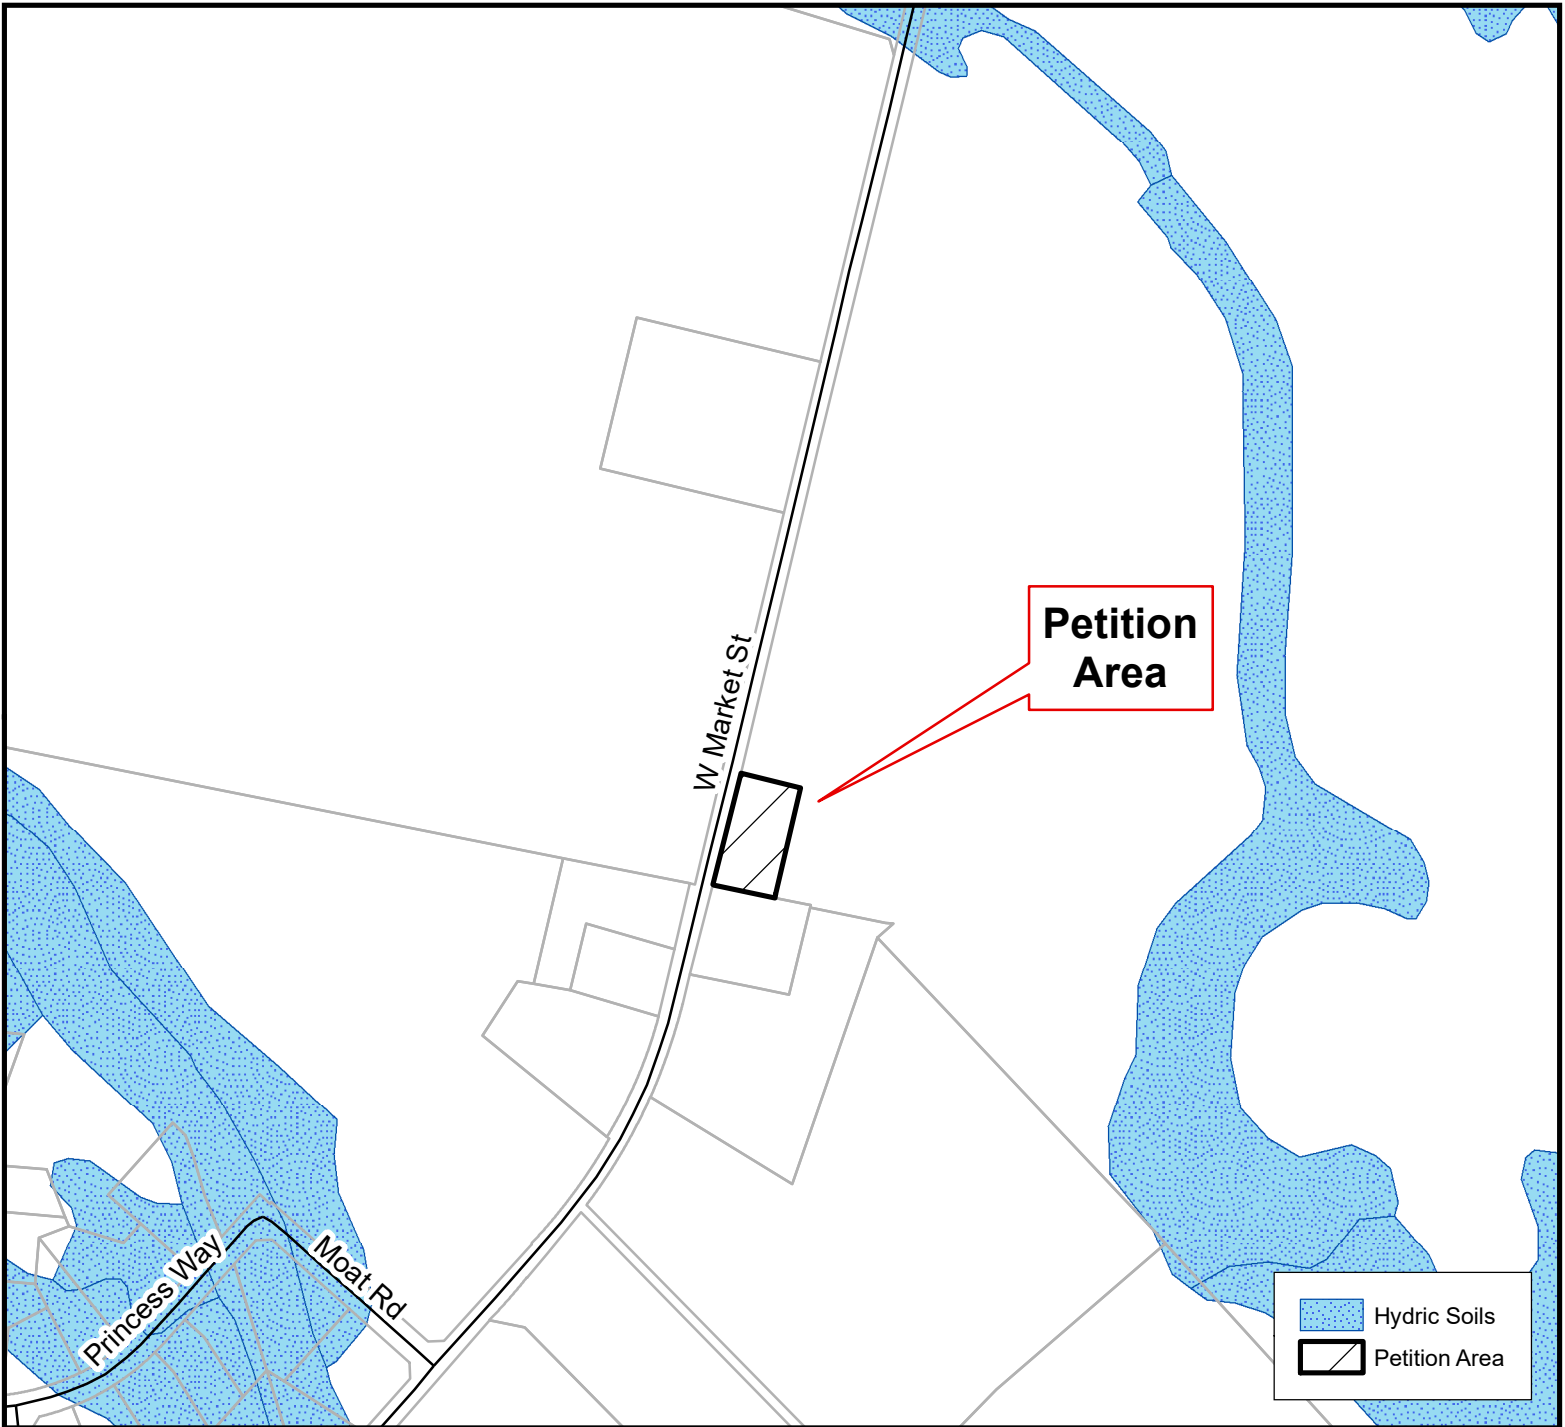 Petition
Area
W Market St
Princess Way
Moat Rd
Hydric Soils
Petition Area